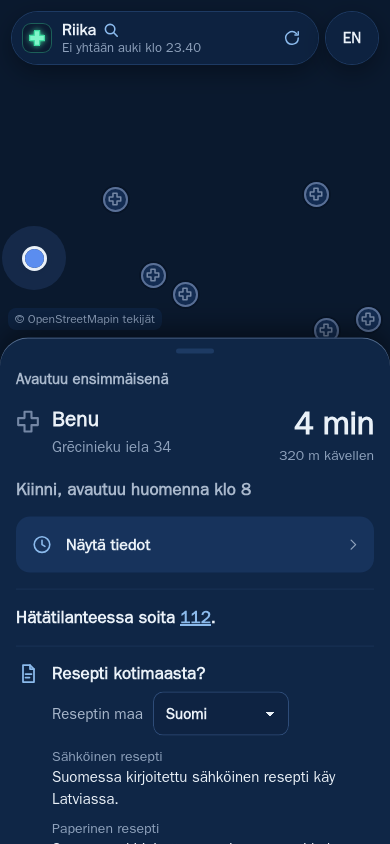 Riika
Ei yhtään auki klo 23.40
EN
© OpenStreetMapin tekijät
Avautuu ensimmäisenä
Benu
4 min
Grēcinieku iela 34
320 m kävellen
Kiinni, avautuu huomenna klo 8
Näytä tiedot
Hätätilanteessa soita 112.
Resepti kotimaasta?
Reseptin maa
Suomi
Sähköinen resepti
Suomessa kirjoitettu sähköinen resepti käy
Latviassa.
Paperinen resepti